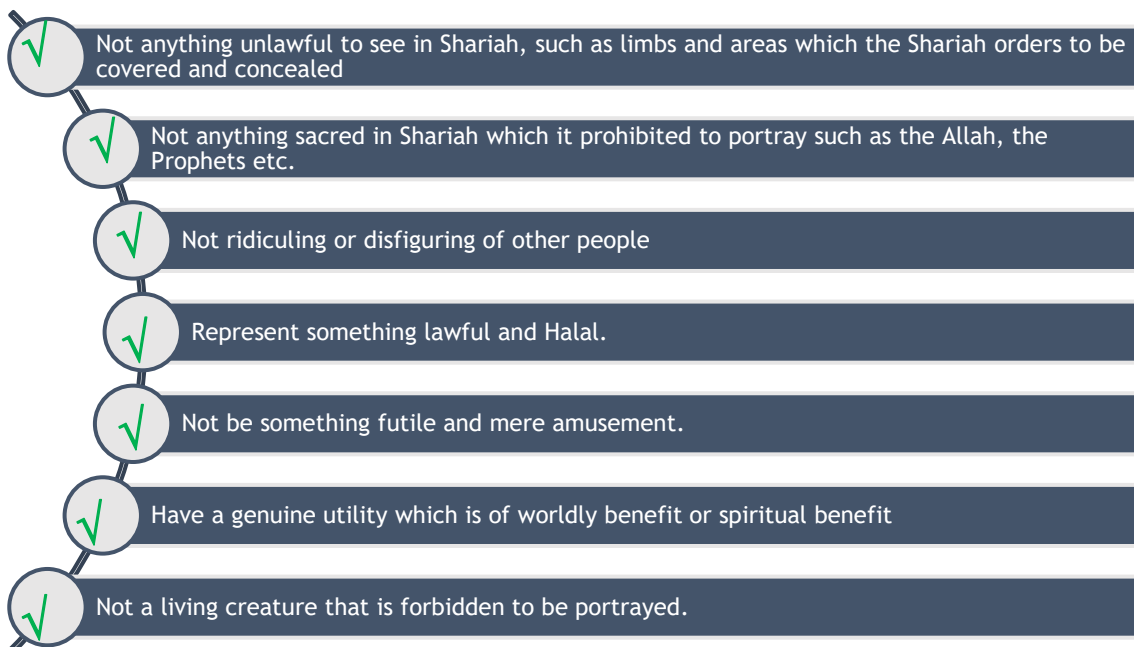 Not anything unlawful to see in Shariah, such as limbs and areas which the Shariah orders to be
covered and concealed
Not anything sacred in Shariah which it prohibited to portray such as the Allah, the
Prophets etc.
Not ridiculing or disfiguring of other people
Represent something lawful and Halal.
Not be something futile and mere amusement.
Have a genuine utility which is of worldly benefit or spiritual benefit
Not a living creature that is forbidden to be portrayed.